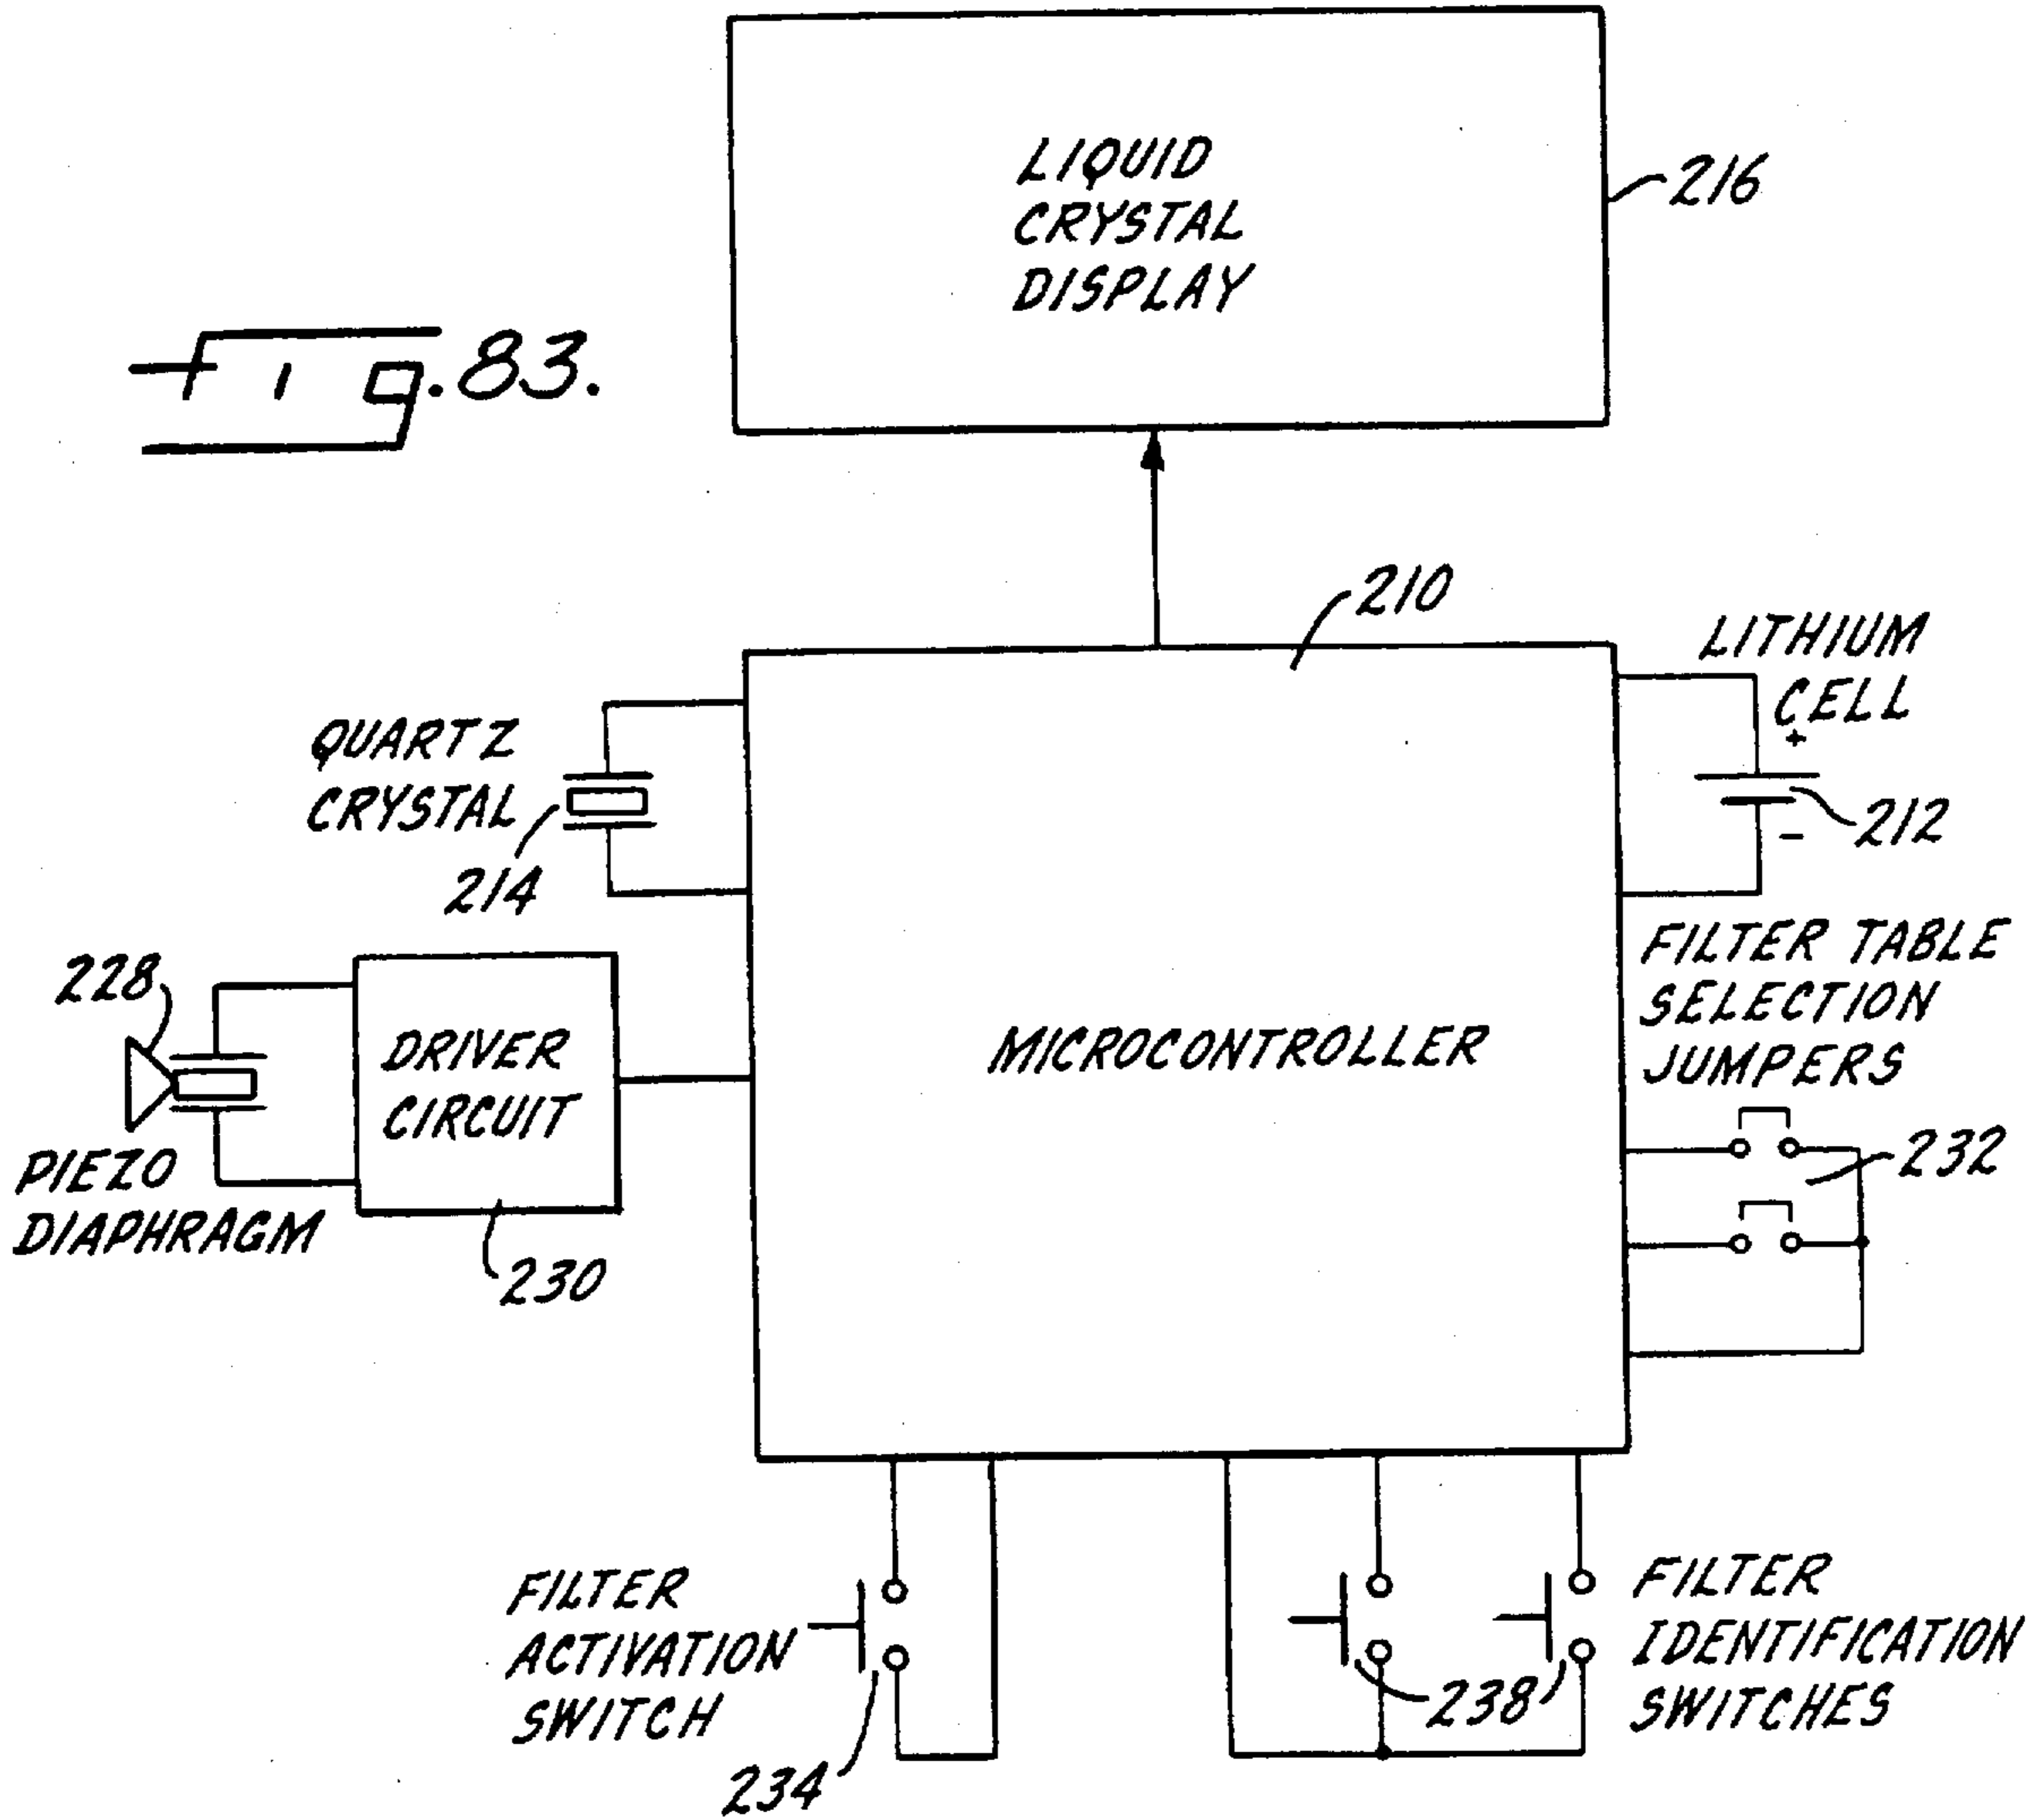 LIQUID
CRYSTAL
DISPLAY
216
Fig. 83.
210
LITHIUM
CELL
+
-
212
QUARTZ
CRYSTAL
214
228
PIEZO
DIAPHRAGM
DRIVER
CIRCUIT
230
MICROCONTROLLER
FILTER TABLE
SELECTION
JUMPERS
232
FILTER
ACTIVATION
SWITCH
234
238
FILTER
IDENTIFICATION
SWITCHES